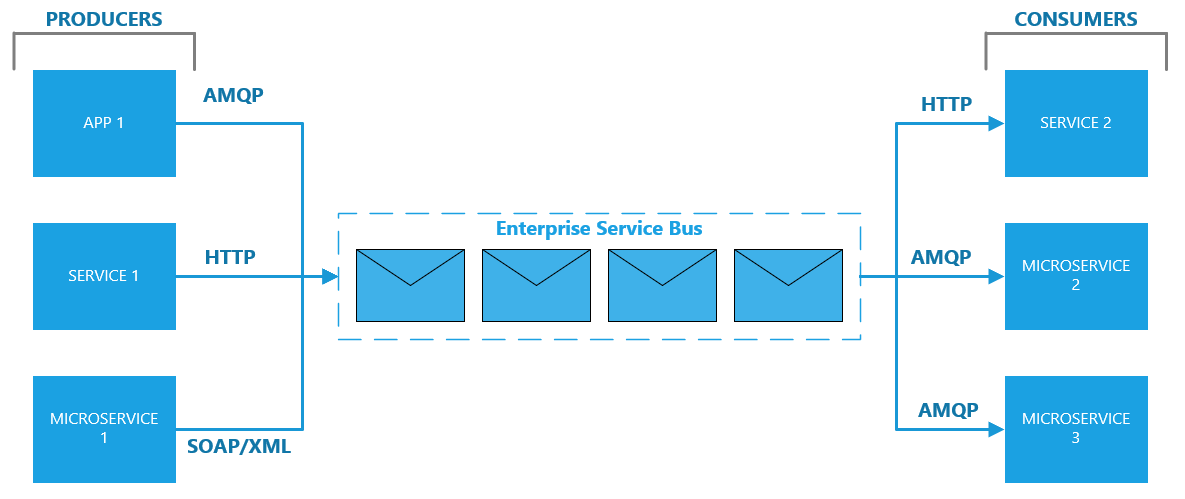 PRODUCERS
CONSUMERS
AMQP
HTTP
APP 1
SERVICE 2
Enterprise Service Bus
HTTP
AMQP
SERVICE 1
MICROSERVICE
2
AMQP
MICROSERVICE
1
SOAP/XML
MICROSERVICE
3